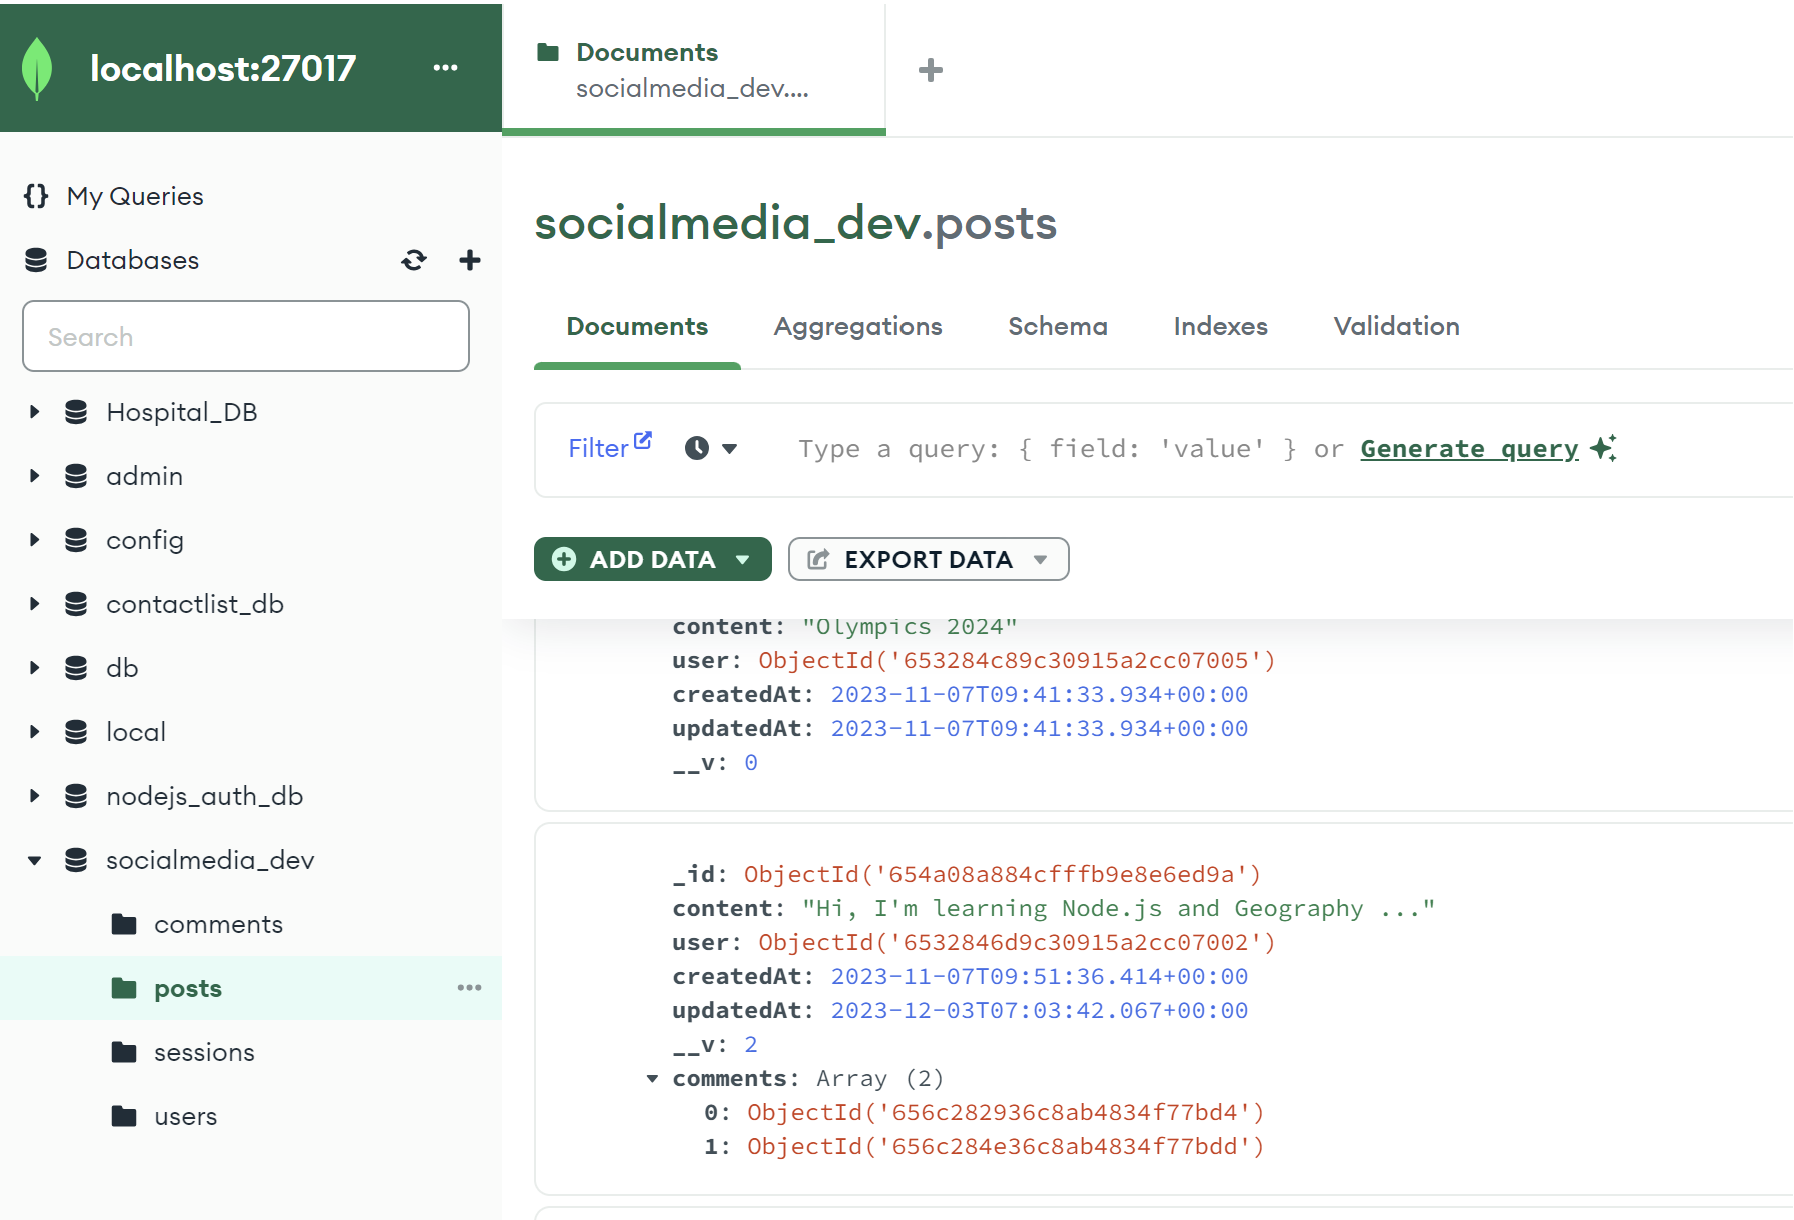 localhost:27017
Documents
socialmedia_dev....
My Queries
Databases
Search
Hospital_DB
admin
config
contactlist_db
db
local
nodejs_auth_db
socialmedia_dev
comments
posts
sessions
users
socialmedia_dev.posts
Documents Aggregations Schema Indexes Validation
Filter Type a query: { field: 'value' } or Generate query
ADD DATA EXPORT DATA
content: "Olympics 2024"
user: ObjectId('653284c89c30915a2cc07005')
createdAt: 2023-11-07T09:41:33.934+00:00
updatedAt: 2023-11-07T09:41:33.934+00:00
__v: 0
_id: ObjectId('654a08a884cfffb9e8e6ed9a')
content: "Hi, I'm learning Node.js and Geography ..."
user: ObjectId('6532846d9c30915a2cc07002')
createdAt: 2023-11-07T09:51:36.414+00:00
updatedAt: 2023-12-03T07:03:42.067+00:00
__v: 2
comments: Array (2)
0: ObjectId('656c282936c8ab4834f77bd4')
1: ObjectId('656c284e36c8ab4834f77bdd')